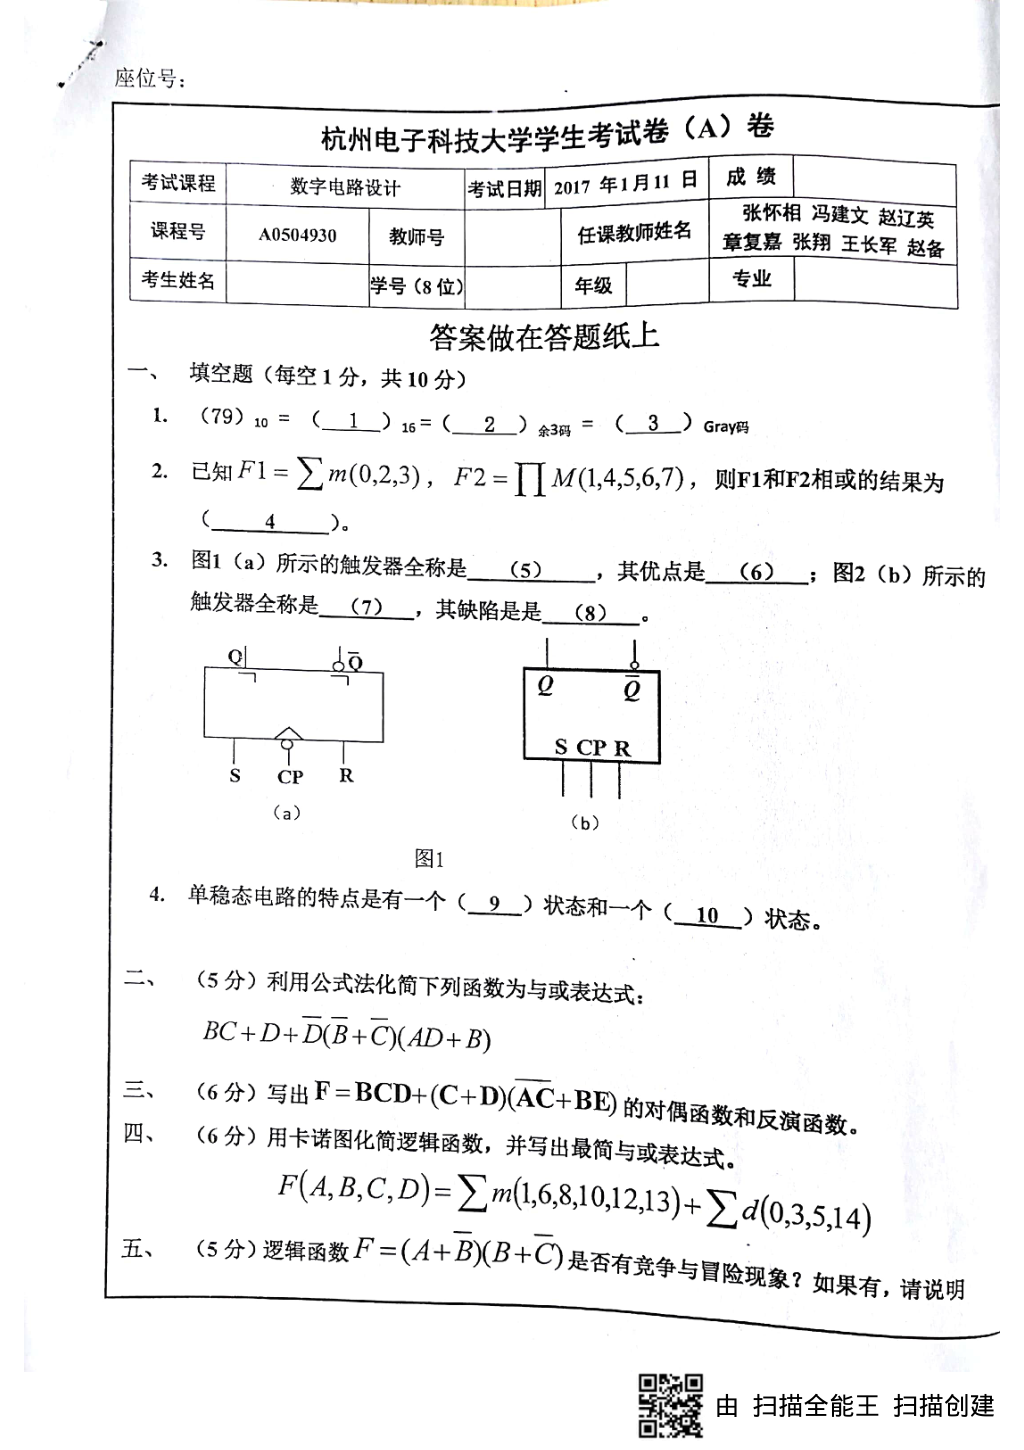 座位号:
杭州电子科技大学学生考试卷（A）卷
考试课程 数字电路设计 考试日期 2017 年1月11 日 成 绩
课程号 A0504930 教师号 任课教师姓名 张怀相 冯建文 赵辽英
章复嘉 张翔 王长军 赵备
考生姓名 学号（8 位） 年级 专业
答案做在答题纸上
一、 填空题（每空 1 分，共 10 分）
1. （79）10 = （ 1 ）16 =（ 2 ）余3码 = （ 3 ）Gray码
2. 已知 F1 = ∑ m(0,2,3)， F2 = ∏ M(1,4,5,6,7)， 则F1和F2相或的结果为
（ 4 ）。
3. 图1（a）所示的触发器全称是 （5） ，其优点是 （6） ；图2（b）所示的
触发器全称是 （7） ，其缺陷是是 （8） 。
Q Q̅
S CP R
（a）
Q Q̅
S CP R
（b）
图1
4. 单稳态电路的特点是有一个（ 9 ）状态和一个（ 10 ）状态。
二、 （5 分）利用公式法化简下列函数为与或表达式:
BC + D + D̅(B̅ + C̅)(AD + B)
三、 （6 分）写出 F = BCD + (C + D)(A̅C̅ + BE) 的对偶函数和反演函数。
四、 （6 分）用卡诺图化简逻辑函数，并写出最简与或表达式。
F(A, B, C, D) = ∑ m(1,6,8,10,12,13) + ∑ d(0,3,5,14)
五、 （5 分）逻辑函数 F = (A + B̅)(B + C̅) 是否有竞争与冒险现象？如果有，请说明
由 扫描全能王 扫描创建